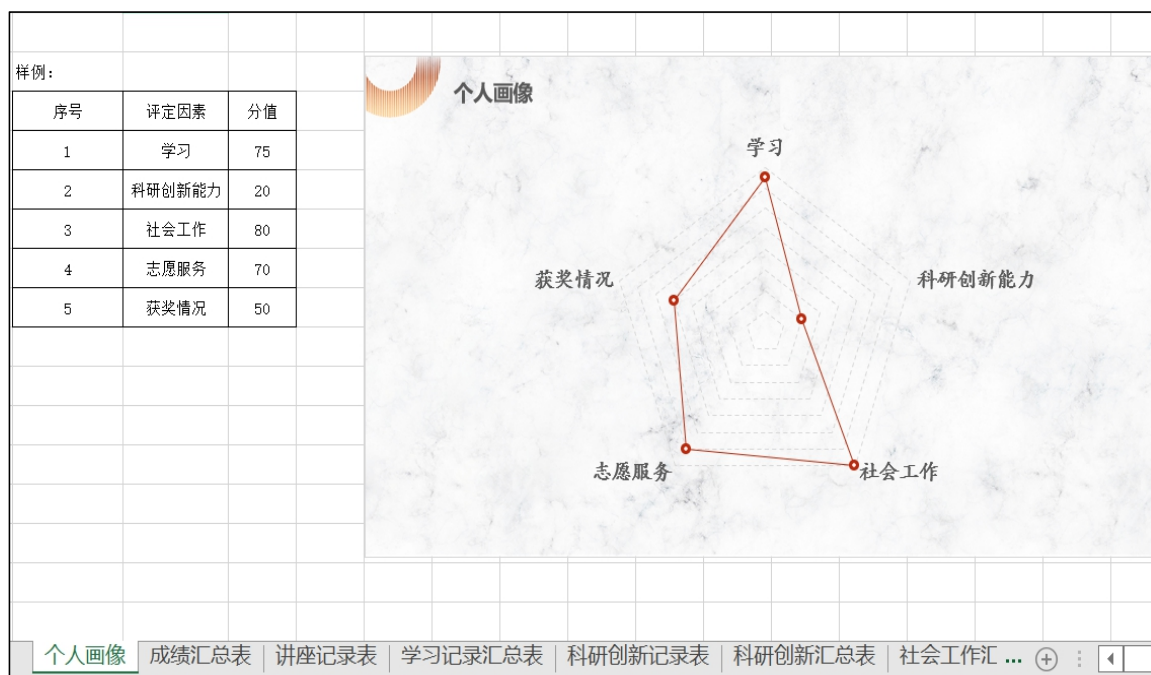 样例：
序号 评定因素 分值
1 学习 75
2 科研创新能力 20
3 社会工作 80
4 志愿服务 70
5 获奖情况 50
个人画像
学习
获奖情况 科研创新能力
志愿服务 社会工作
个人画像 成绩汇总表 讲座记录表 学习记录汇总表 科研创新记录表 科研创新汇总表 社会工作汇 ...